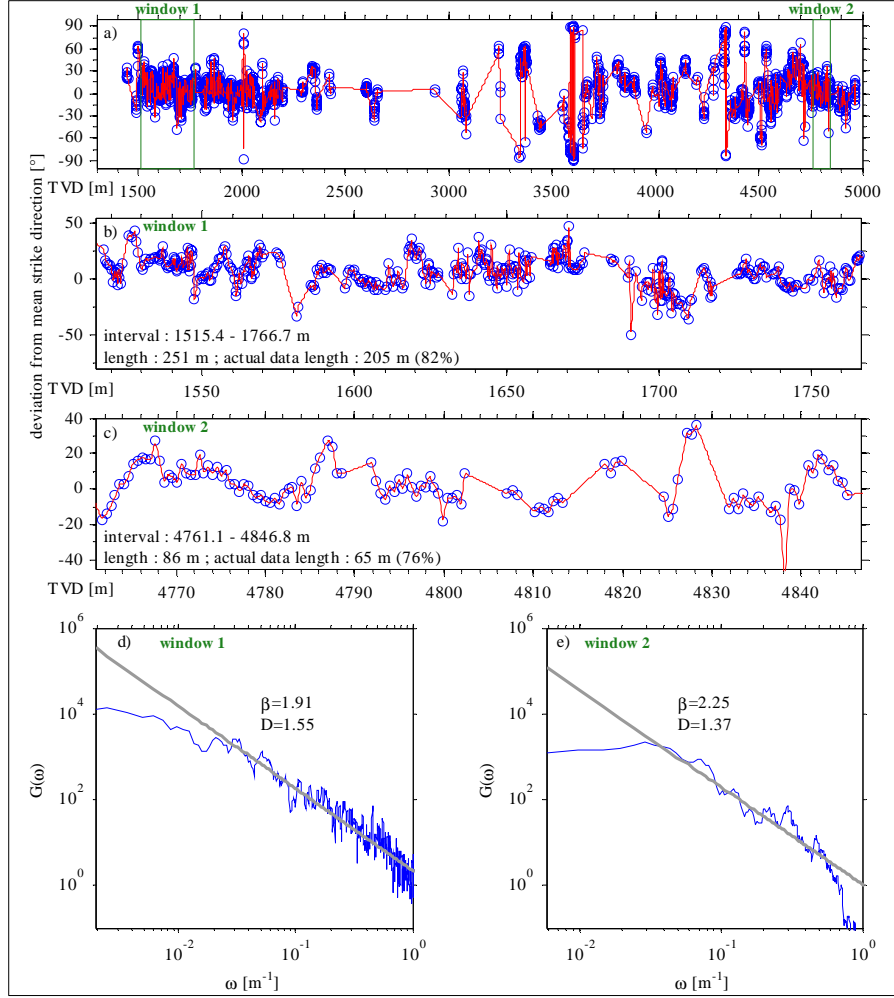 window 1
window 2
a)
90
60
30
0
-30
-60
-90
TVD [m]
1500
2000
2500
3000
3500
4000
4500
5000
deviation from mean strike direction [°]
b)
window 1
50
0
-50
interval : 1515.4 - 1766.7 m
length : 251 m ; actual data length : 205 m (82%)
TVD [m]
1550
1600
1650
1700
1750
c)
window 2
40
20
0
-20
-40
interval : 4761.1 - 4846.8 m
length : 86 m ; actual data length : 65 m (76%)
TVD [m]
4770
4780
4790
4800
4810
4820
4830
4840
d)
window 1
10^6
10^4
10^2
10^0
β=1.91
D=1.55
G(ω)
10^-2
10^-1
10^0
ω [m^-1]
e)
window 2
10^6
10^4
10^2
10^0
β=2.25
D=1.37
G(ω)
10^-2
10^-1
10^0
ω [m^-1]